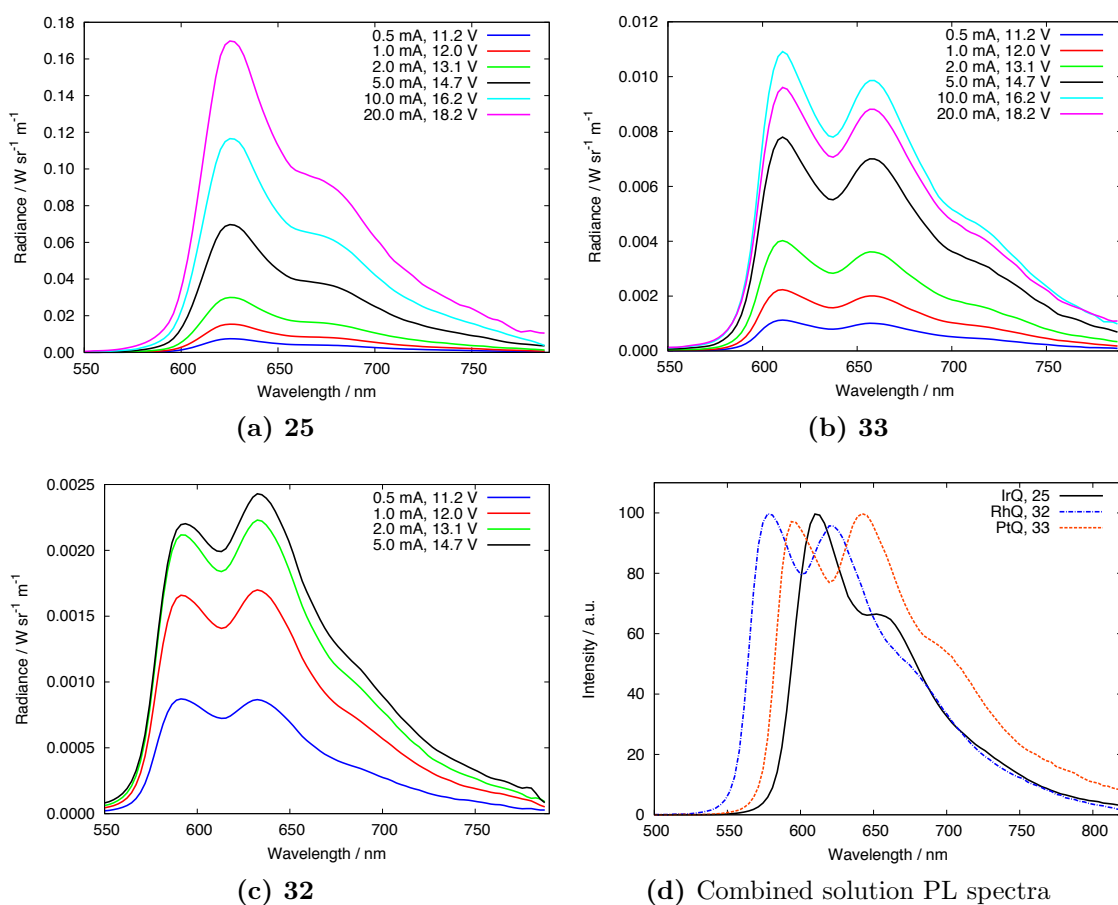 0.5 mA, 11.2 V
1.0 mA, 12.0 V
2.0 mA, 13.1 V
5.0 mA, 14.7 V
10.0 mA, 16.2 V
20.0 mA, 18.2 V
Radiance / W sr⁻¹ m⁻¹
0.18
0.16
0.14
0.12
0.10
0.08
0.06
0.04
0.02
0.00
550 600 650 700 750
Wavelength / nm
(a) 25
0.5 mA, 11.2 V
1.0 mA, 12.0 V
2.0 mA, 13.1 V
5.0 mA, 14.7 V
10.0 mA, 16.2 V
20.0 mA, 18.2 V
Radiance / W sr⁻¹ m⁻¹
0.012
0.010
0.008
0.006
0.004
0.002
0.000
550 600 650 700 750
Wavelength / nm
(b) 33
0.5 mA, 11.2 V
1.0 mA, 12.0 V
2.0 mA, 13.1 V
5.0 mA, 14.7 V
Radiance / W sr⁻¹ m⁻¹
0.0025
0.0020
0.0015
0.0010
0.0005
0.0000
550 600 650 700 750
Wavelength / nm
(c) 32
IrQ, 25
RhQ, 32
PtQ, 33
Intensity / a.u.
100
80
60
40
20
0
500 550 600 650 700 750 800
Wavelength / nm
(d) Combined solution PL spectra